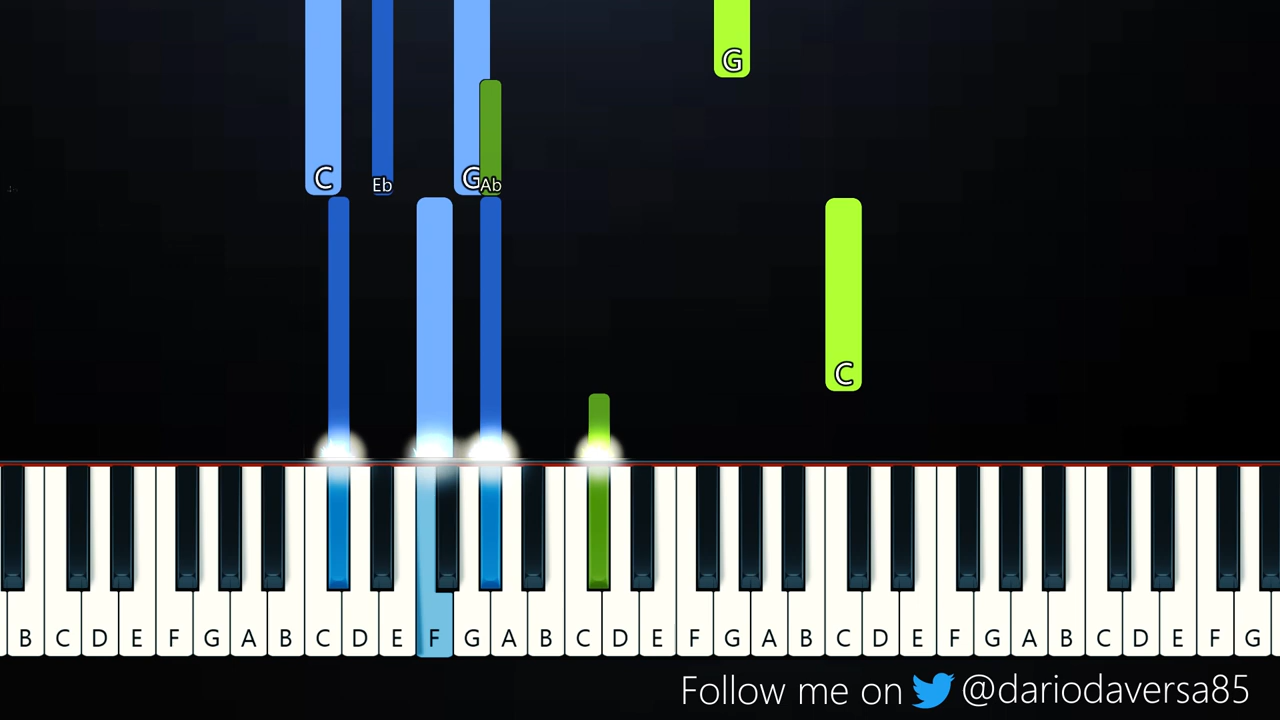 G
C Eb G Ab
C
B C D E F G A B C D E F G A B C D E F G A B C D E F G A B C D E F G
Follow me on @dariodaversa85